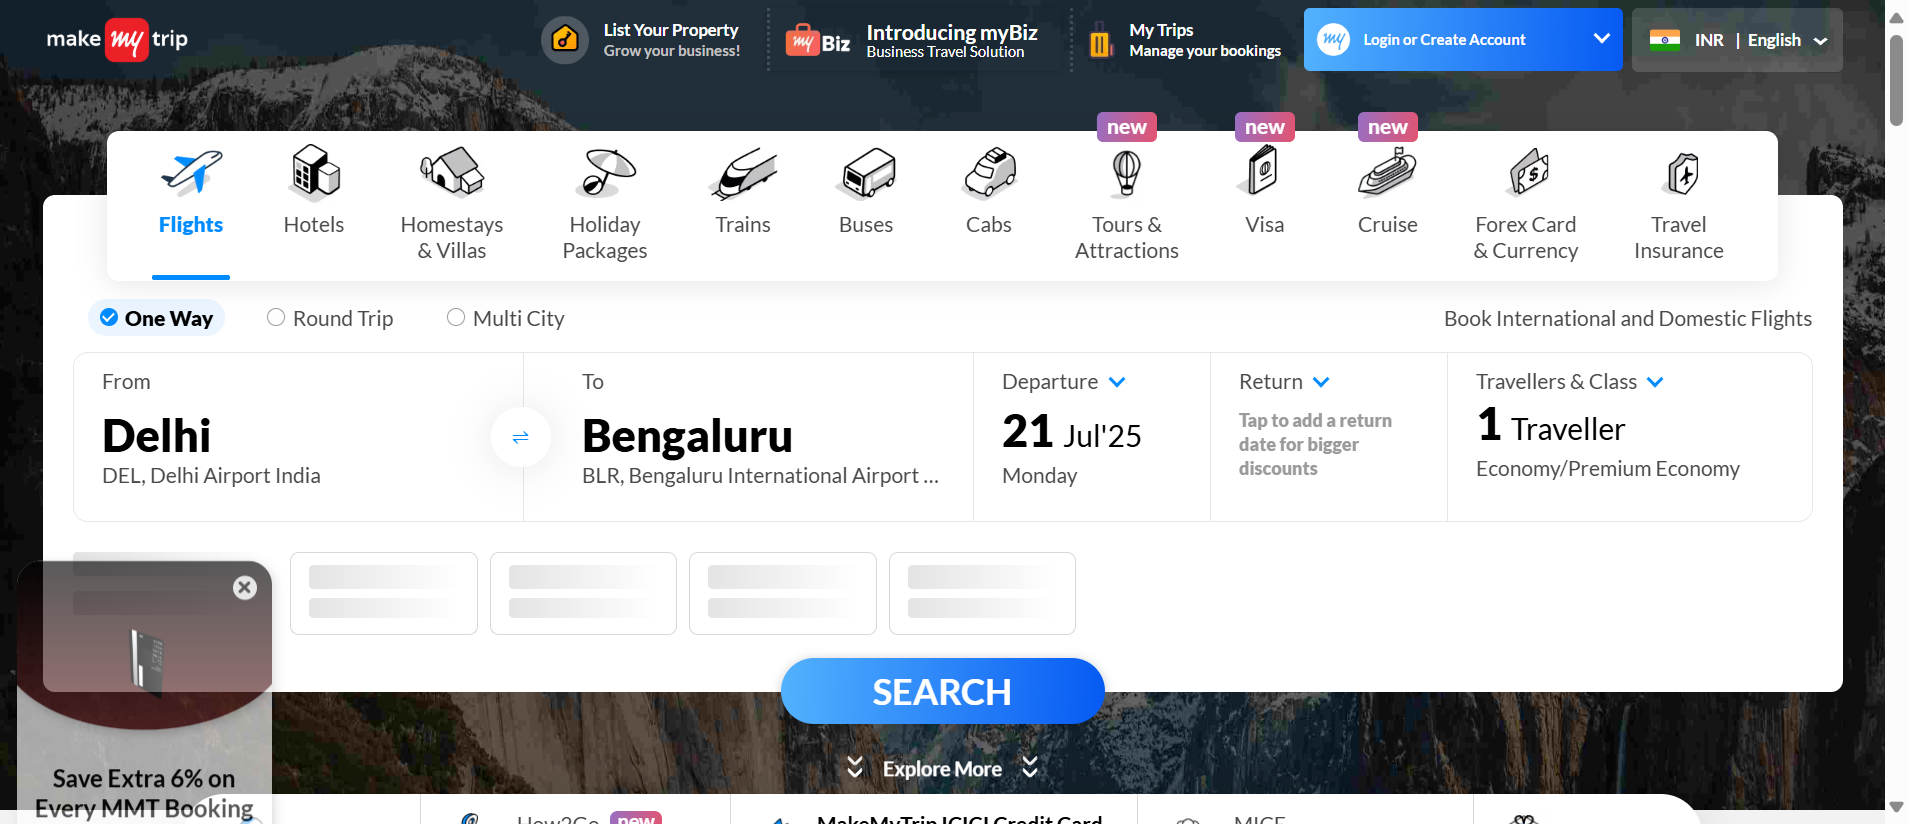 make my trip
List Your Property
Grow your business!
my Biz
Introducing myBiz
Business Travel Solution
My Trips
Manage your bookings
my
Login or Create Account
INR | English
new
new
new
Flights
Hotels
Homestays
& Villas
Holiday
Packages
Trains
Buses
Cabs
Tours &
Attractions
Visa
Cruise
Forex Card
& Currency
Travel
Insurance
One Way
Round Trip
Multi City
Book International and Domestic Flights
From
Delhi
DEL, Delhi Airport India
To
Bengaluru
BLR, Bengaluru International Airport ...
Departure
21 Jul'25
Monday
Return
Tap to add a return
date for bigger
discounts
Travellers & Class
1 Traveller
Economy/Premium Economy
SEARCH
Explore More
Save Extra 6% on
Every MMT Booking
How2Go new
MakeMyTrip ICICI Credit Card
MICE